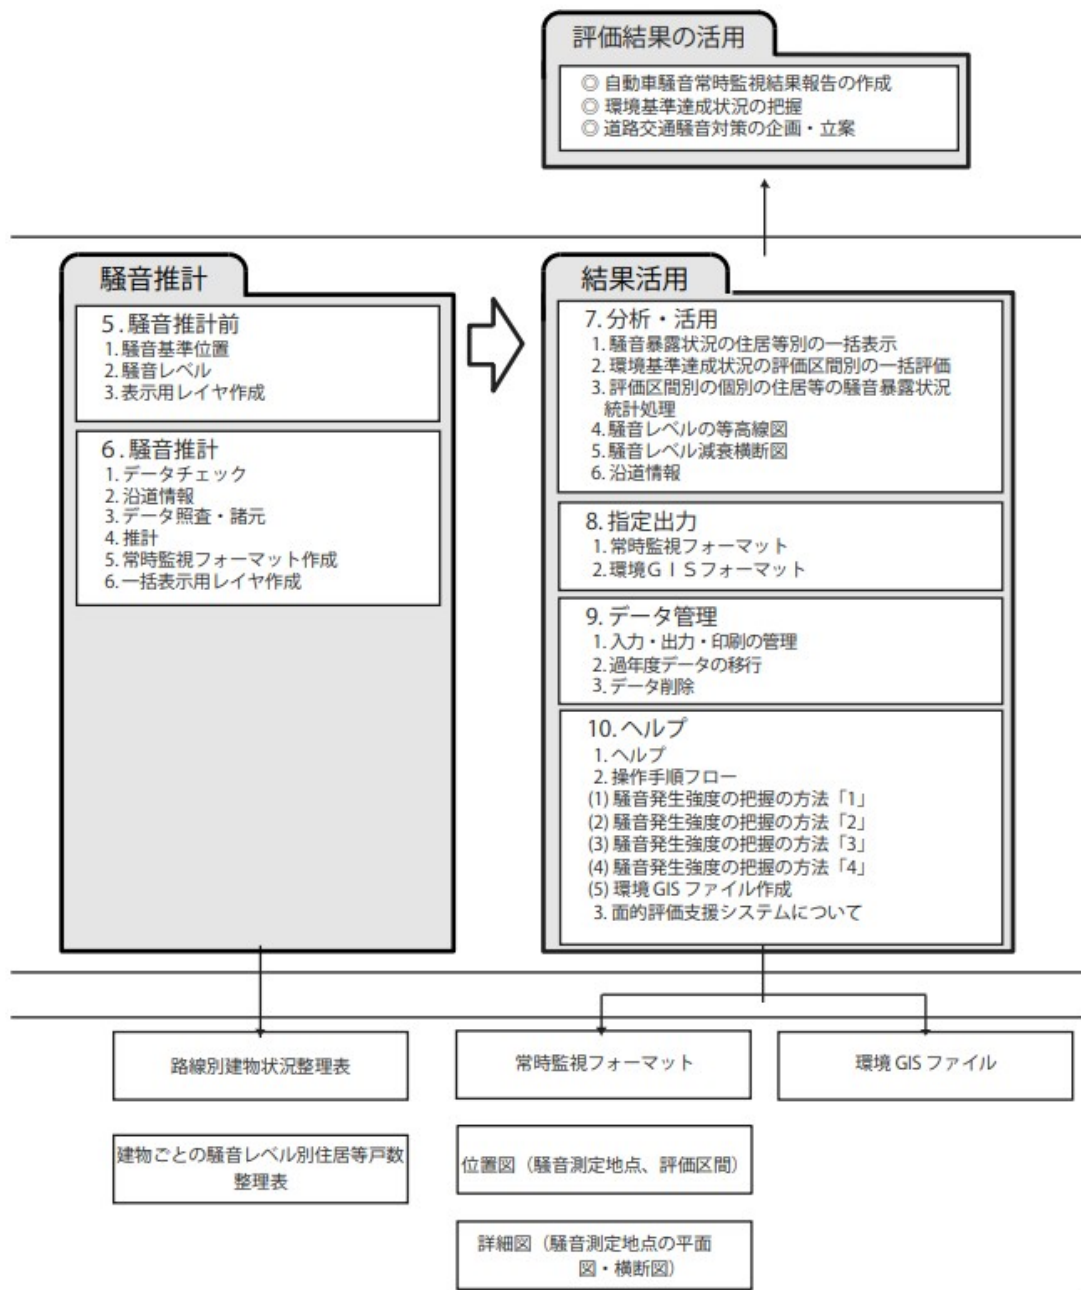 評価結果の活用
◎ 自動車騒音常時監視結果報告の作成
◎ 環境基準達成状況の把握
◎ 道路交通騒音対策の企画・立案
騒音推計
5. 騒音推計前
1. 騒音基準位置
2. 騒音レベル
3. 表示用レイヤ作成
6. 騒音推計
1. データチェック
2. 沿道情報
3. データ照査・諸元
4. 推計
5. 常時監視フォーマット作成
6. 一括表示用レイヤ作成
結果活用
7. 分析・活用
1. 騒音暴露状況の住居等別の一括表示
2. 環境基準達成状況の評価区間別の一括評価
3. 評価区間別の個別の住居等の騒音暴露状況
統計処理
4. 騒音レベルの等高線図
5. 騒音レベル減衰横断図
6. 沿道情報
8. 指定出力
1. 常時監視フォーマット
2. 環境ＧＩＳフォーマット
9. データ管理
1. 入力・出力・印刷の管理
2. 過年度データの移行
3. データ削除
10. ヘルプ
1. ヘルプ
2. 操作手順フロー
(1) 騒音発生強度の把握の方法「1」
(2) 騒音発生強度の把握の方法「2」
(3) 騒音発生強度の把握の方法「3」
(4) 騒音発生強度の把握の方法「4」
(5) 環境 GIS ファイル作成
3. 面的評価支援システムについて
路線別建物状況整理表
建物ごとの騒音レベル別住居等戸数
整理表
常時監視フォーマット
位置図（騒音測定地点、評価区間）
詳細図（騒音測定地点の平面
図・横断図）
環境 GIS ファイル